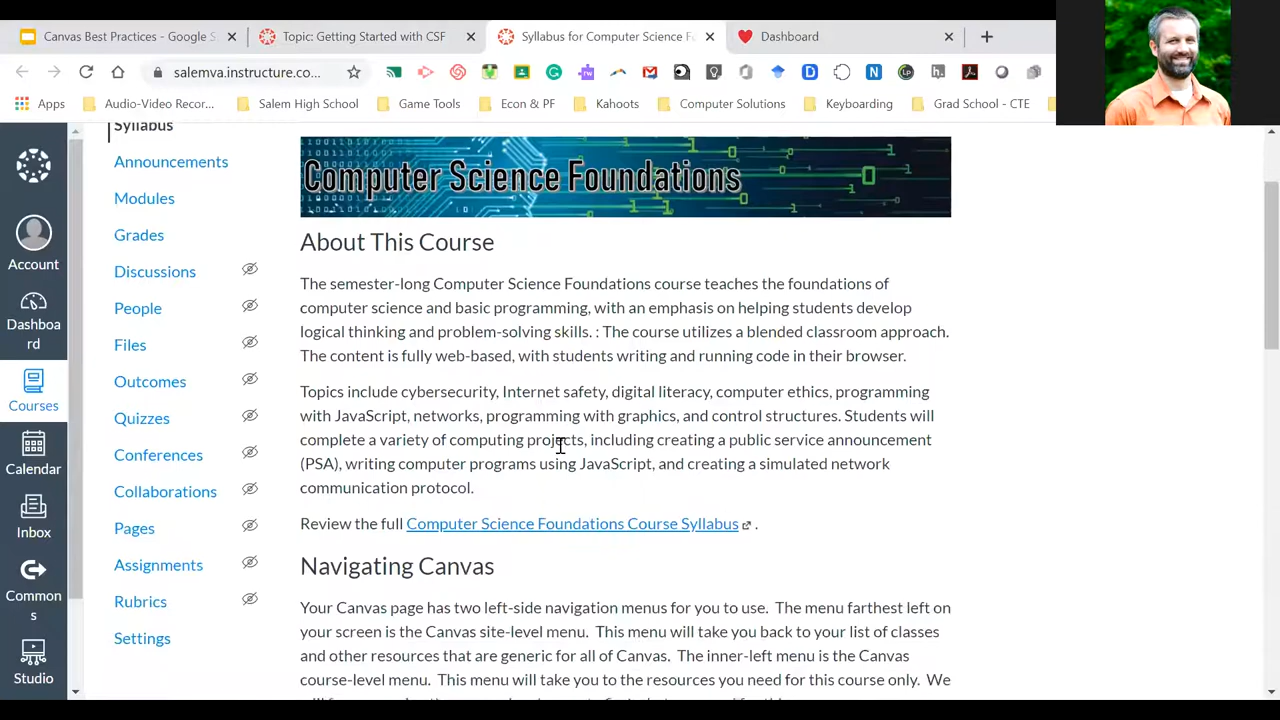 Canvas Best Practices - Google S
Topic: Getting Started with CSF
Syllabus for Computer Science F
Dashboard
salemva.instructure.co...
Apps
Audio-Video Recor...
Salem High School
Game Tools
Econ & PF
Kahoots
Computer Solutions
Keyboarding
Grad School - CTE
Account
Dashboa
rd
Courses
Calendar
Inbox
Common
s
Studio
Syllabus
Announcements
Modules
Grades
Discussions
People
Files
Outcomes
Quizzes
Conferences
Collaborations
Pages
Assignments
Rubrics
Settings
Computer Science Foundations
About This Course
The semester-long Computer Science Foundations course teaches the foundations of
computer science and basic programming, with an emphasis on helping students develop
logical thinking and problem-solving skills. : The course utilizes a blended classroom approach.
The content is fully web-based, with students writing and running code in their browser.
Topics include cybersecurity, Internet safety, digital literacy, computer ethics, programming
with JavaScript, networks, programming with graphics, and control structures. Students will
complete a variety of computing projects, including creating a public service announcement
(PSA), writing computer programs using JavaScript, and creating a simulated network
communication protocol.
Review the full Computer Science Foundations Course Syllabus .
Navigating Canvas
Your Canvas page has two left-side navigation menus for you to use. The menu farthest left on
your screen is the Canvas site-level menu. This menu will take you back to your list of classes
and other resources that are generic for all of Canvas. The inner-left menu is the Canvas
course-level menu. This menu will take you to the resources you need for this course only. We